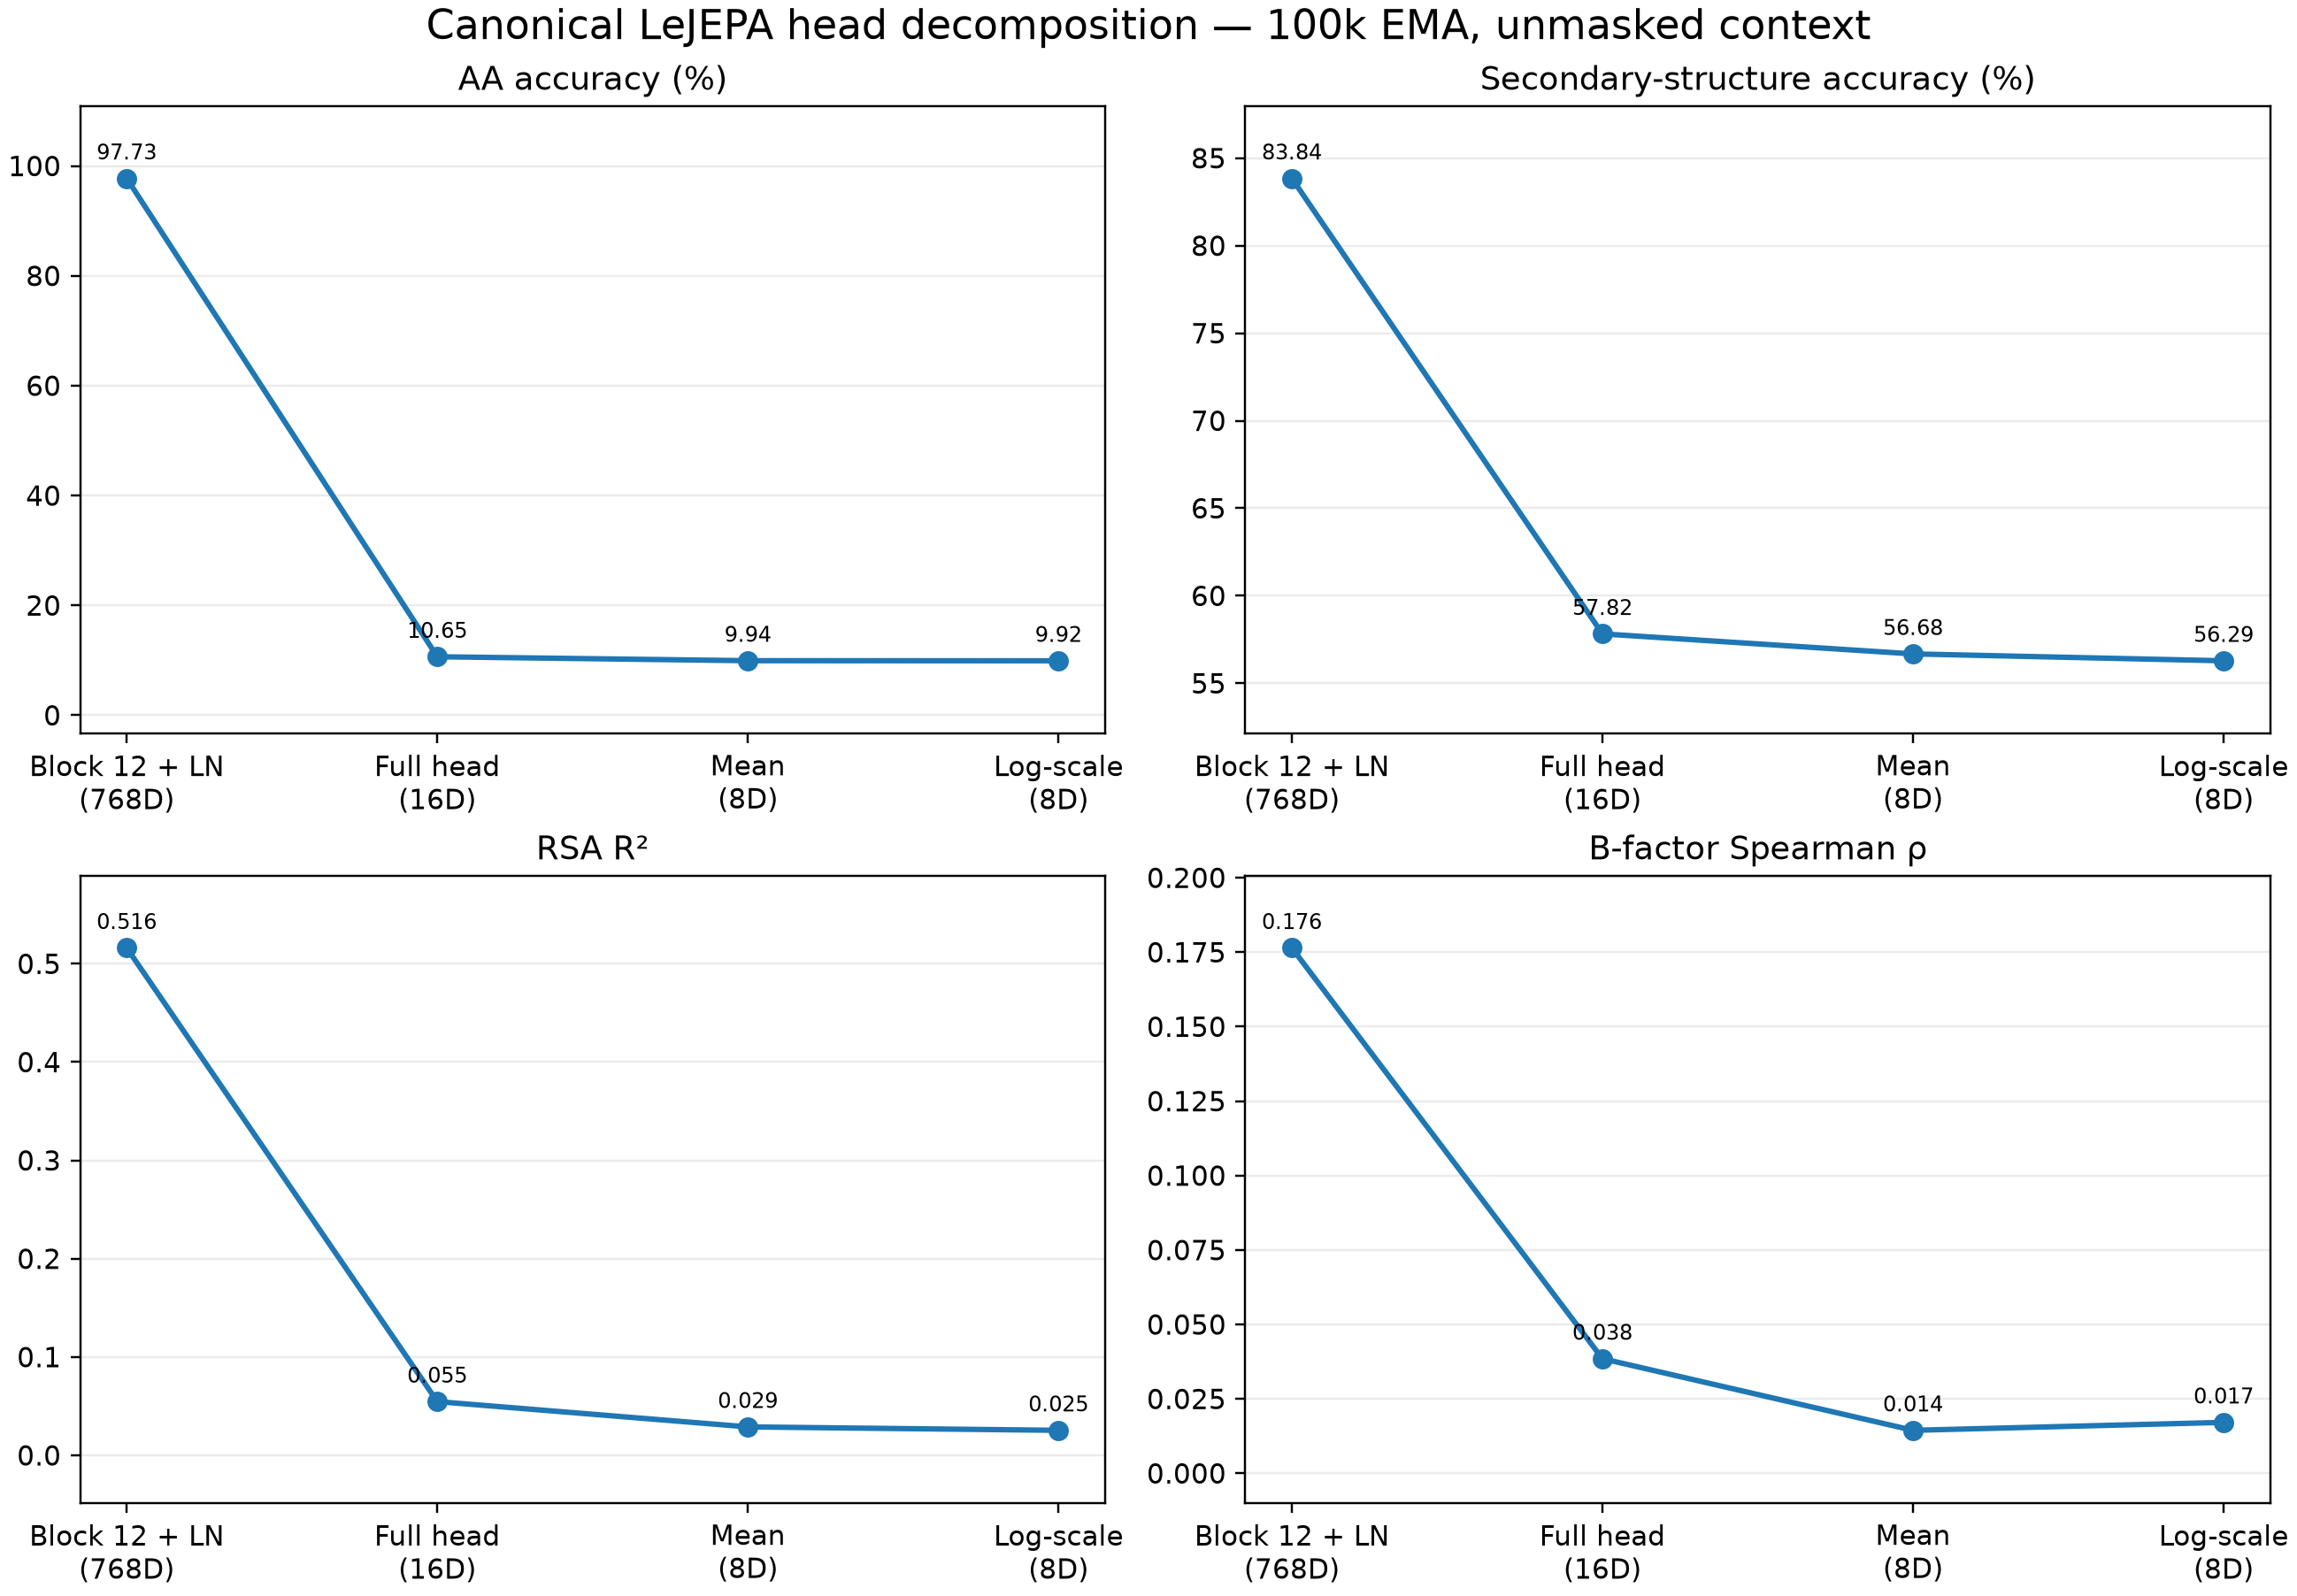 Canonical LeJEPA head decomposition — 100k EMA, unmasked context
AA accuracy (%)
100
80
60
40
20
0
97.73
10.65
9.94
9.92
Block 12 + LN
(768D)
Full head
(16D)
Mean
(8D)
Log-scale
(8D)
Secondary-structure accuracy (%)
85
80
75
70
65
60
55
83.84
57.82
56.68
56.29
Block 12 + LN
(768D)
Full head
(16D)
Mean
(8D)
Log-scale
(8D)
RSA R²
0.5
0.4
0.3
0.2
0.1
0.0
0.516
0.055
0.029
0.025
Block 12 + LN
(768D)
Full head
(16D)
Mean
(8D)
Log-scale
(8D)
B-factor Spearman ρ
0.200
0.175
0.150
0.125
0.100
0.075
0.050
0.025
0.000
0.176
0.038
0.014
0.017
Block 12 + LN
(768D)
Full head
(16D)
Mean
(8D)
Log-scale
(8D)